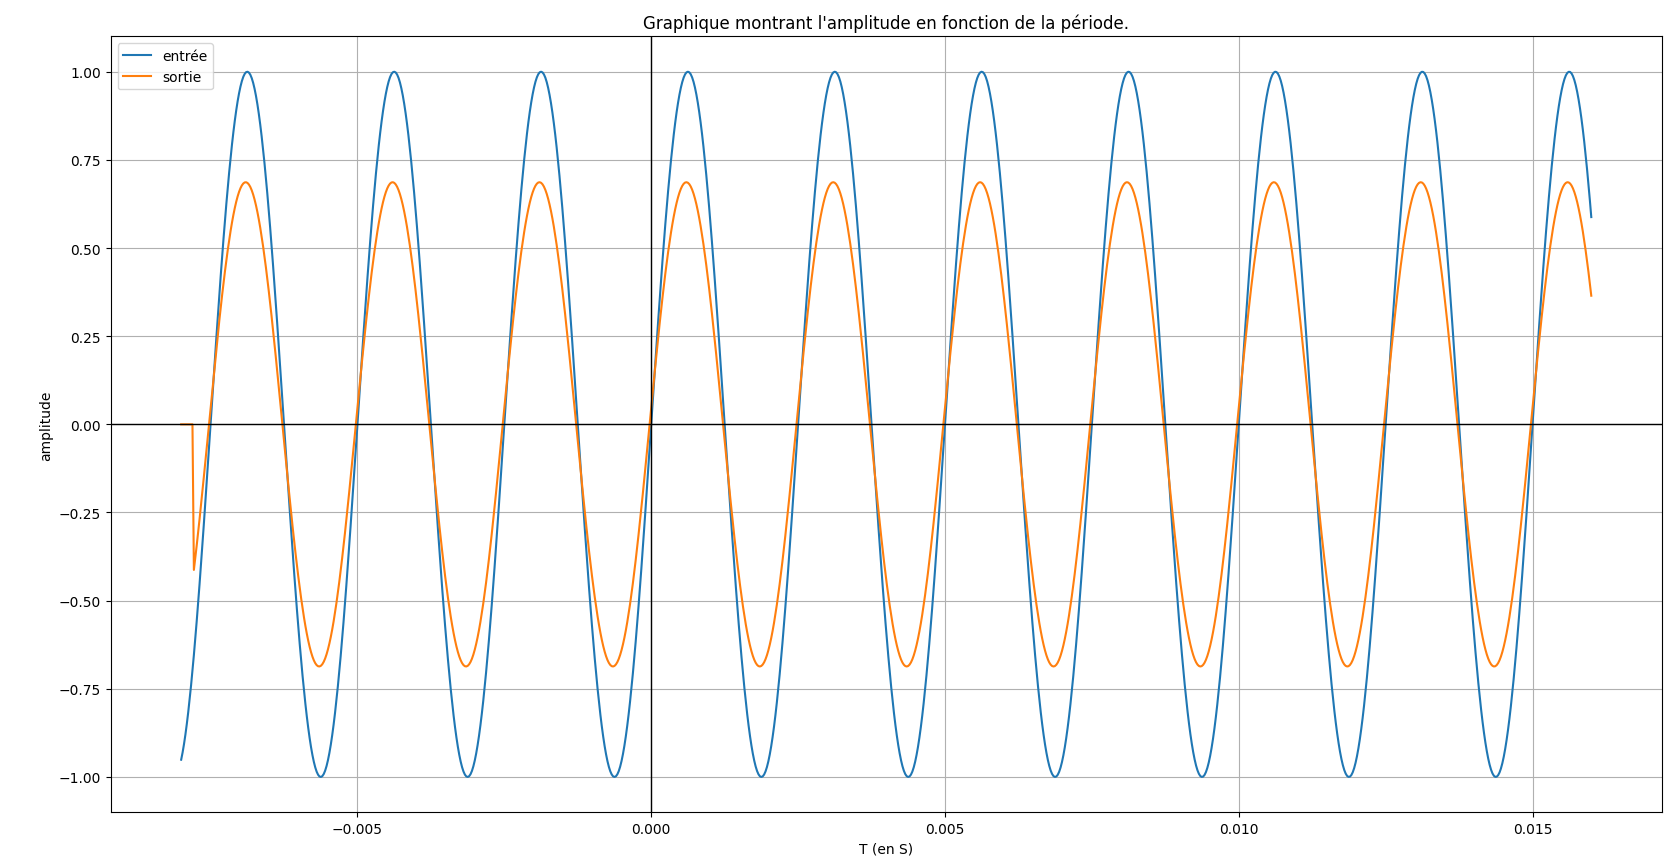 Graphique montrant l'amplitude en fonction de la période.
entrée
sortie
1.00
0.75
0.50
0.25
0.00
−0.25
−0.50
−0.75
−1.00
amplitude
−0.005
0.000
0.005
0.010
0.015
T (en S)